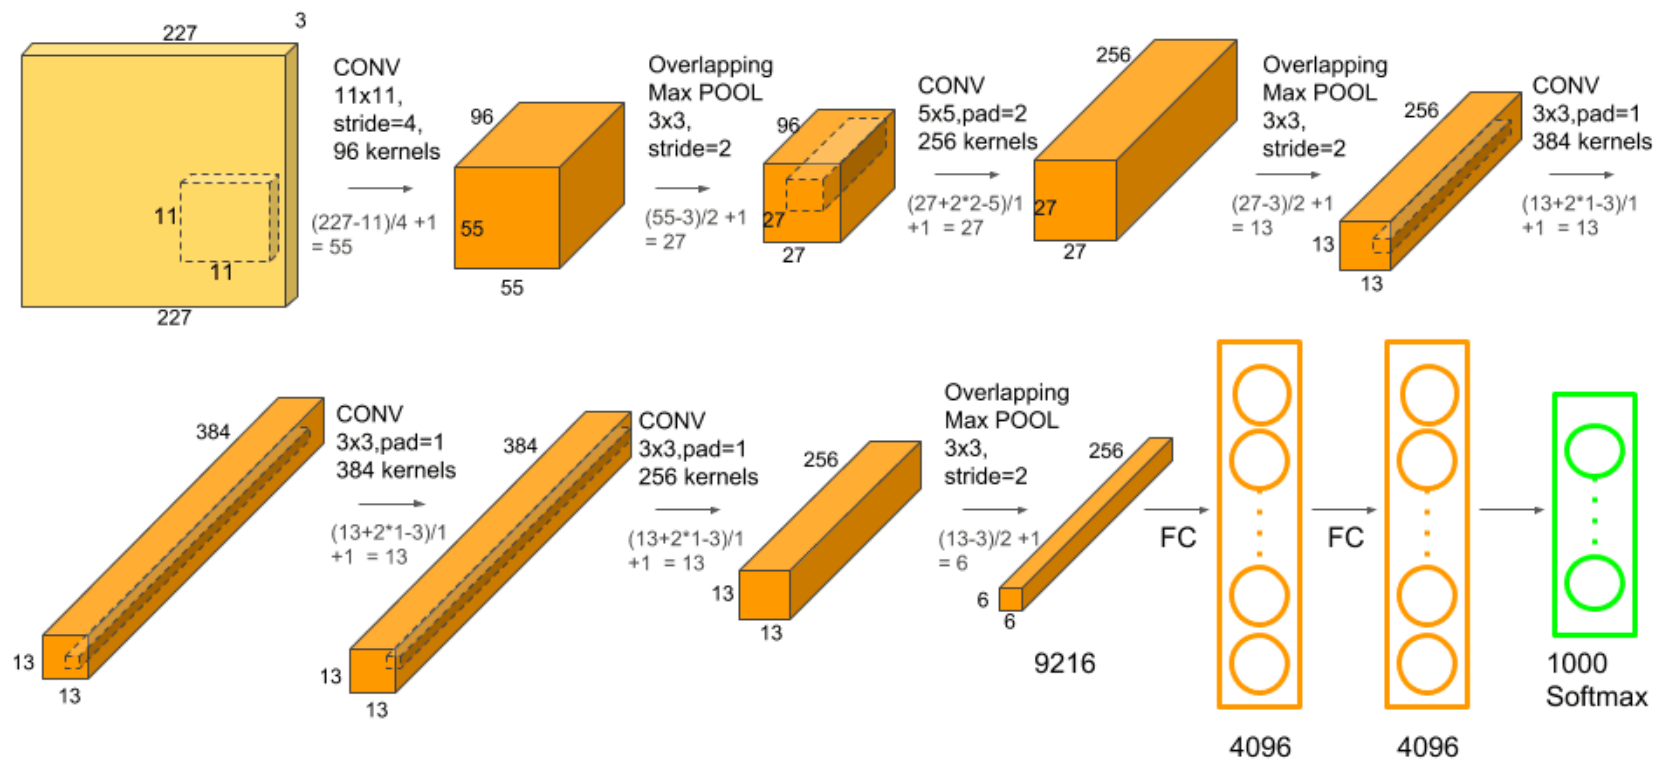 227
3
11
11
227
CONV
11x11,
stride=4,
96 kernels
(227-11)/4 +1
= 55
96
55
55
Overlapping
Max POOL
3x3,
stride=2
(55-3)/2 +1
= 27
96
27
27
CONV
5x5,pad=2
256 kernels
(27+2*2-5)/1
+1 = 27
256
27
27
Overlapping
Max POOL
3x3,
stride=2
(27-3)/2 +1
= 13
256
13
13
CONV
3x3,pad=1
384 kernels
(13+2*1-3)/1
+1 = 13
384
13
13
CONV
3x3,pad=1
384 kernels
(13+2*1-3)/1
+1 = 13
384
13
13
CONV
3x3,pad=1
256 kernels
(13+2*1-3)/1
+1 = 13
256
13
13
Overlapping
Max POOL
3x3,
stride=2
(13-3)/2 +1
= 6
256
6
6
9216
FC
4096
FC
4096
1000
Softmax